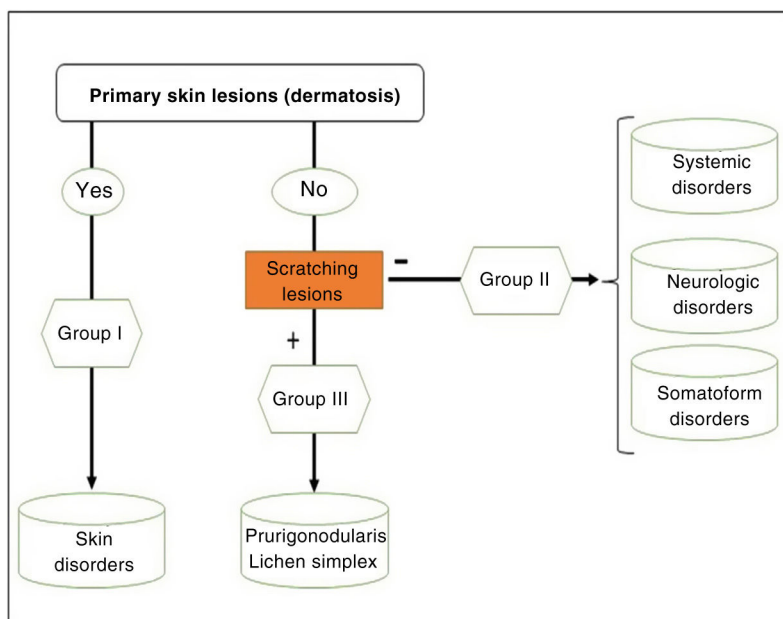 Primary skin lesions (dermatosis)
Yes
No
Systemic
disorders
Scratching
lesions
-
Group II
Neurologic
disorders
Group I
+
Group III
Somatoform
disorders
Skin
disorders
Prurigonodularis
Lichen simplex